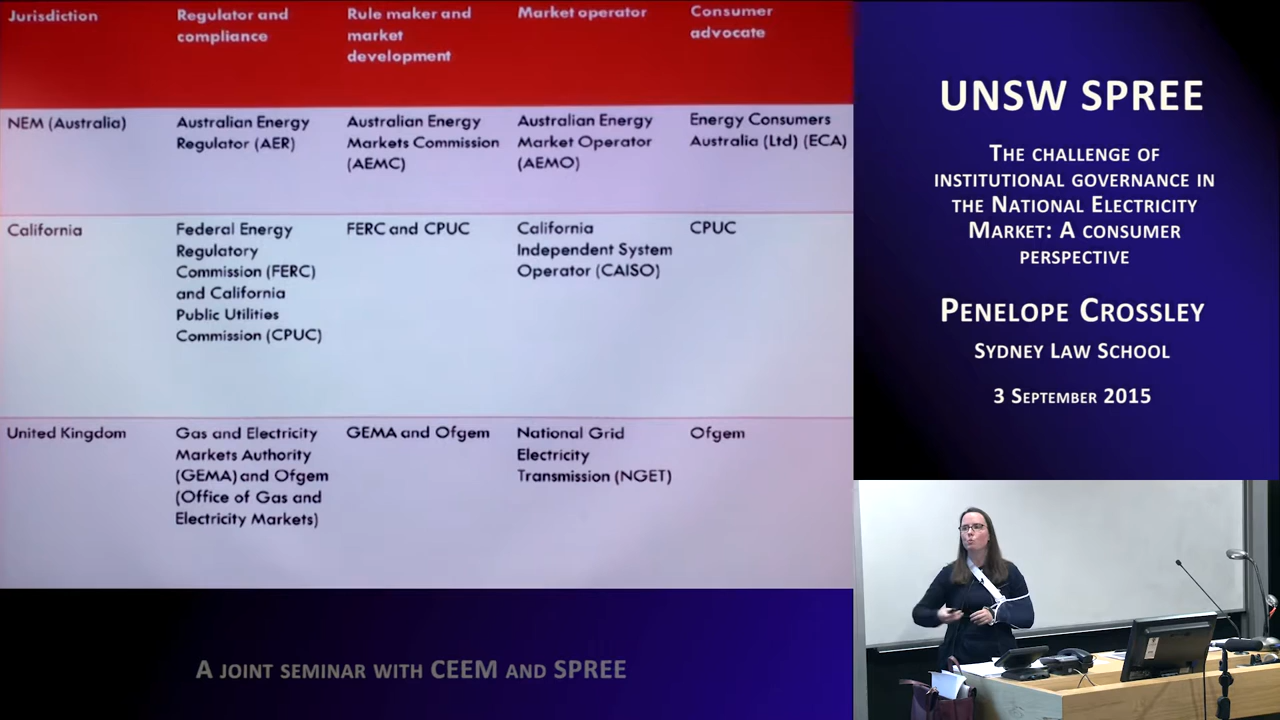 Jurisdiction
Regulator and
compliance
Rule maker and
market
development
Market operator
Consumer
advocate
NEM (Australia)
Australian Energy
Regulator (AER)
Australian Energy
Markets Commission
(AEMC)
Australian Energy
Market Operator
(AEMO)
Energy Consumers
Australia (Ltd) (ECA)
California
Federal Energy
Regulatory
Commission (FERC)
and California
Public Utilities
Commission (CPUC)
FERC and CPUC
California
Independent System
Operator (CAISO)
CPUC
United Kingdom
Gas and Electricity
Markets Authority
(GEMA) and Ofgem
(Office of Gas and
Electricity Markets)
GEMA and Ofgem
National Grid
Electricity
Transmission (NGET)
Ofgem
UNSW SPREE
The challenge of
institutional governance in
the National Electricity
Market: A consumer
perspective
Penelope Crossley
Sydney Law School
3 September 2015
A joint seminar with CEEM and SPREE